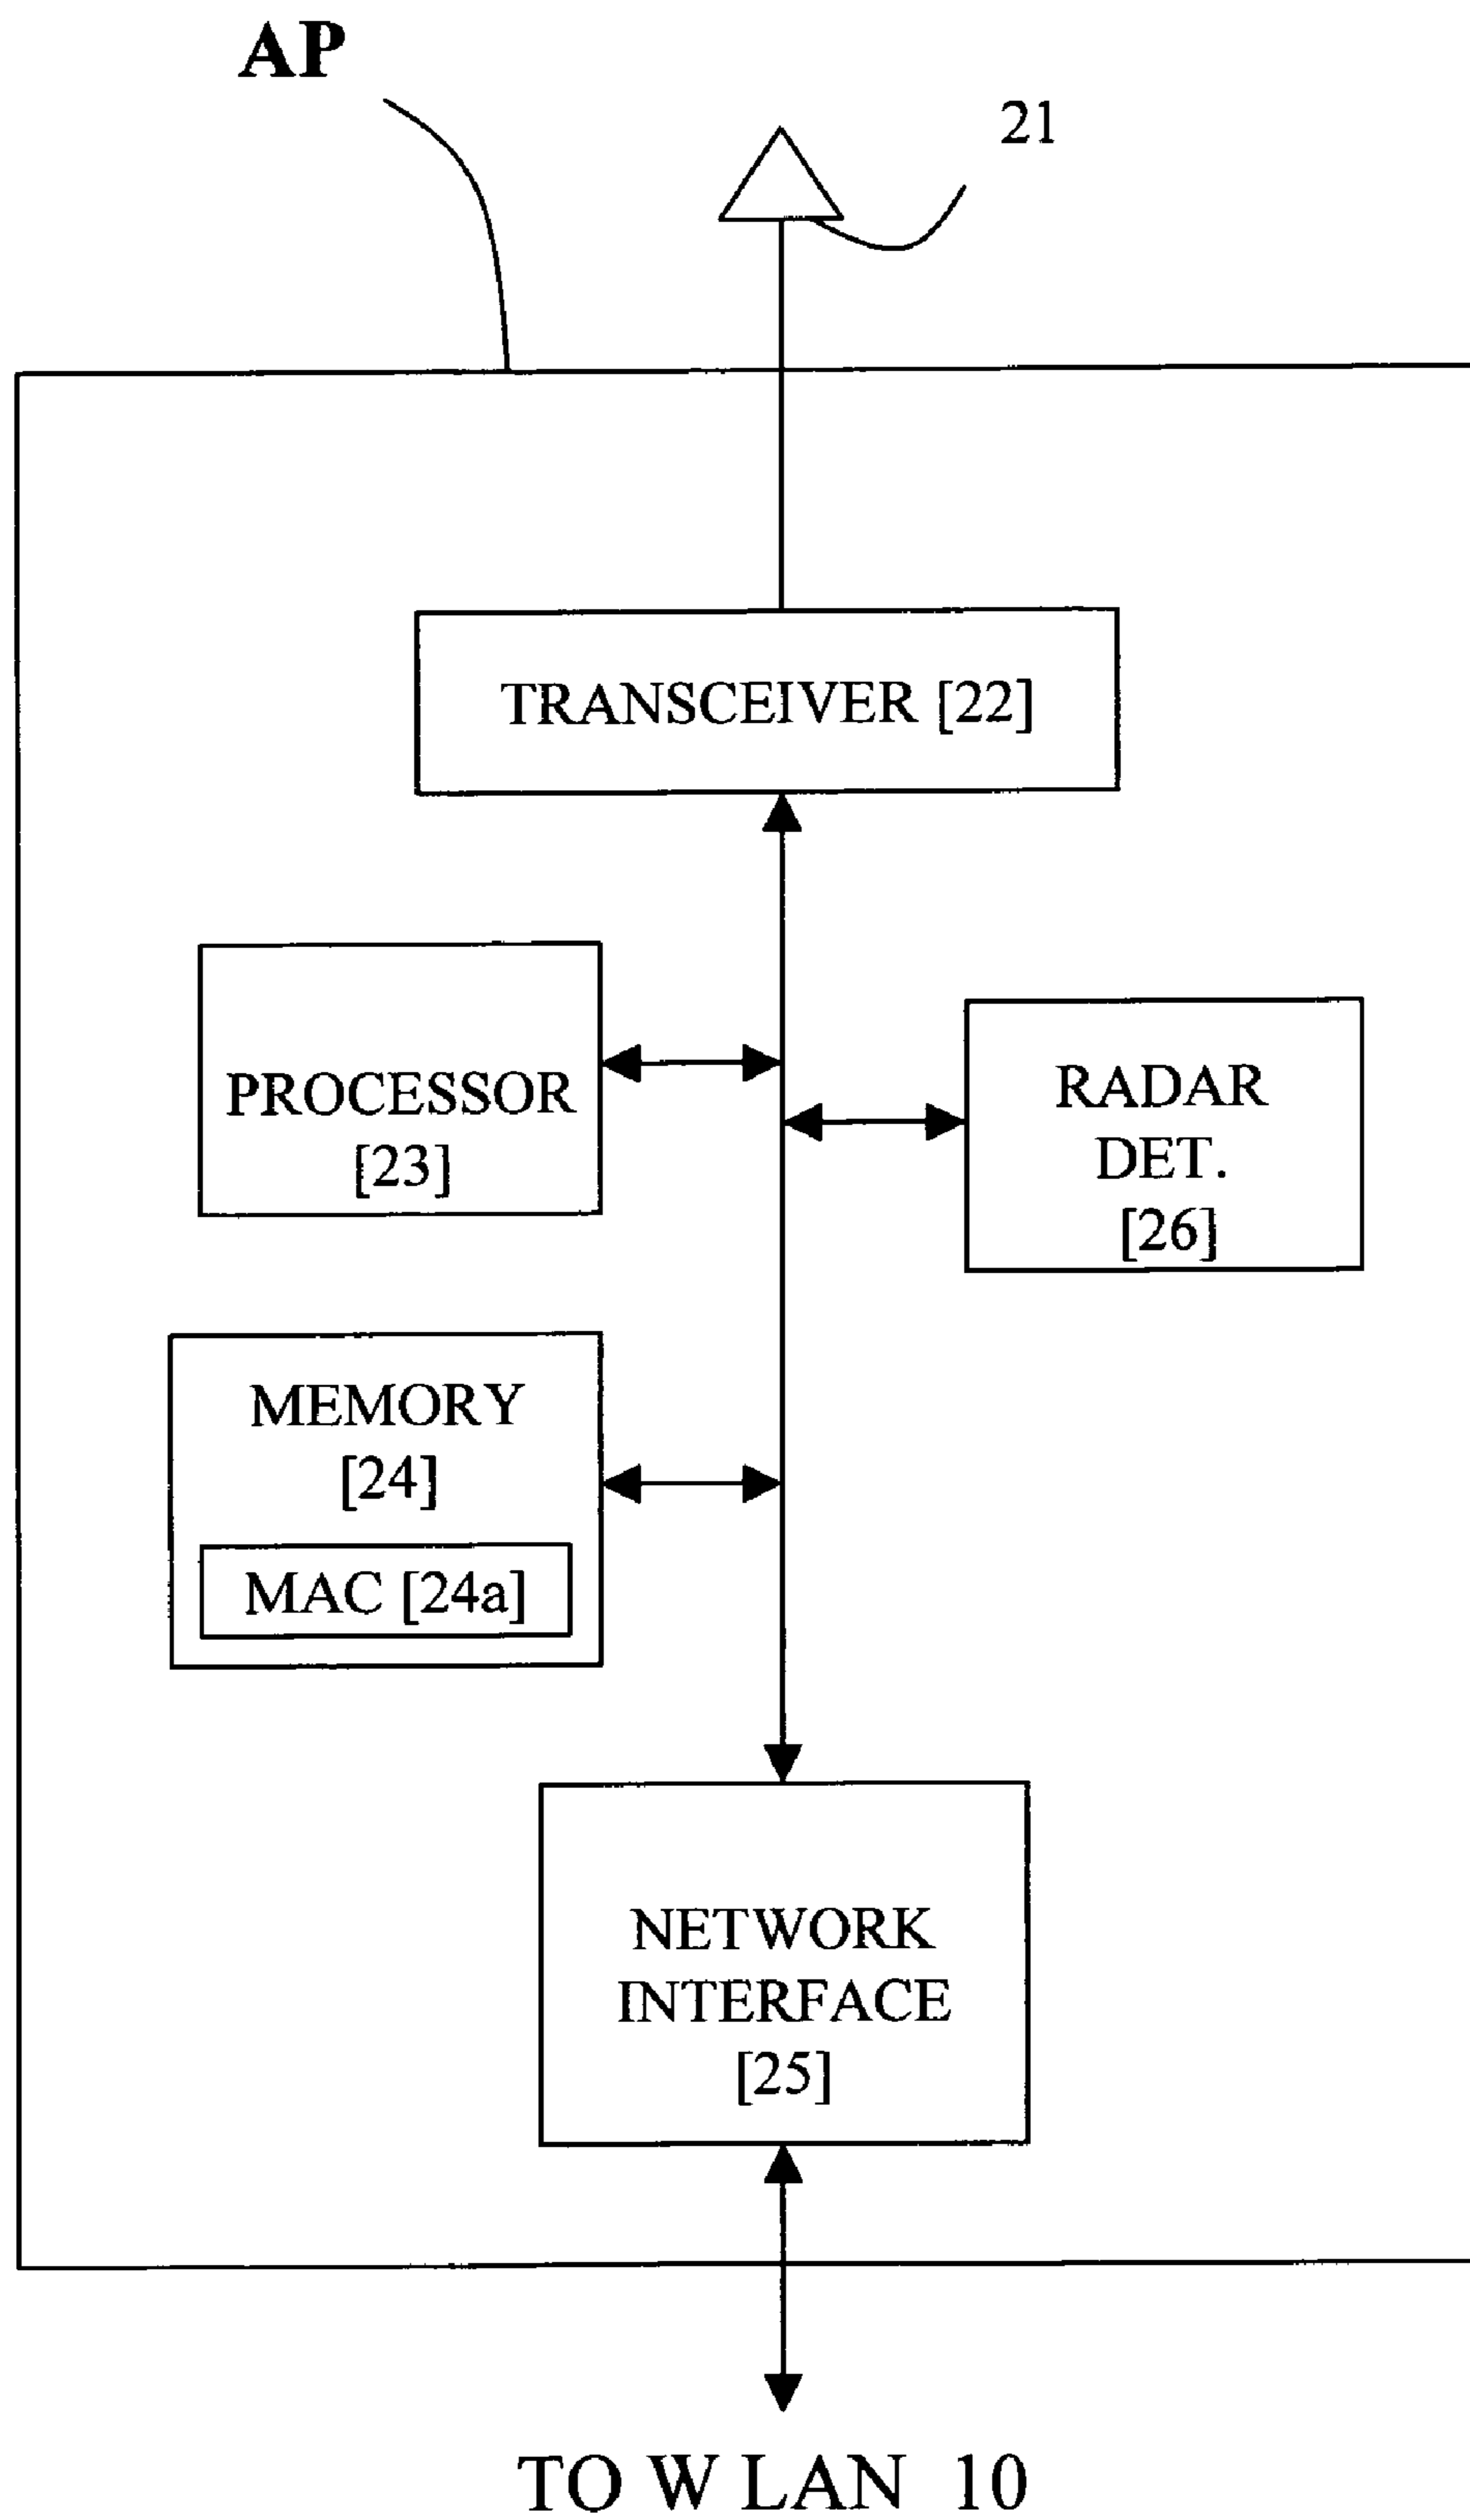 AP
21
TRANSCEIVER [22]
PROCESSOR
[23]
RADAR
DET.
[26]
MEMORY
[24]
MAC [24a]
NETWORK
INTERFACE
[25]
TO W LAN 10